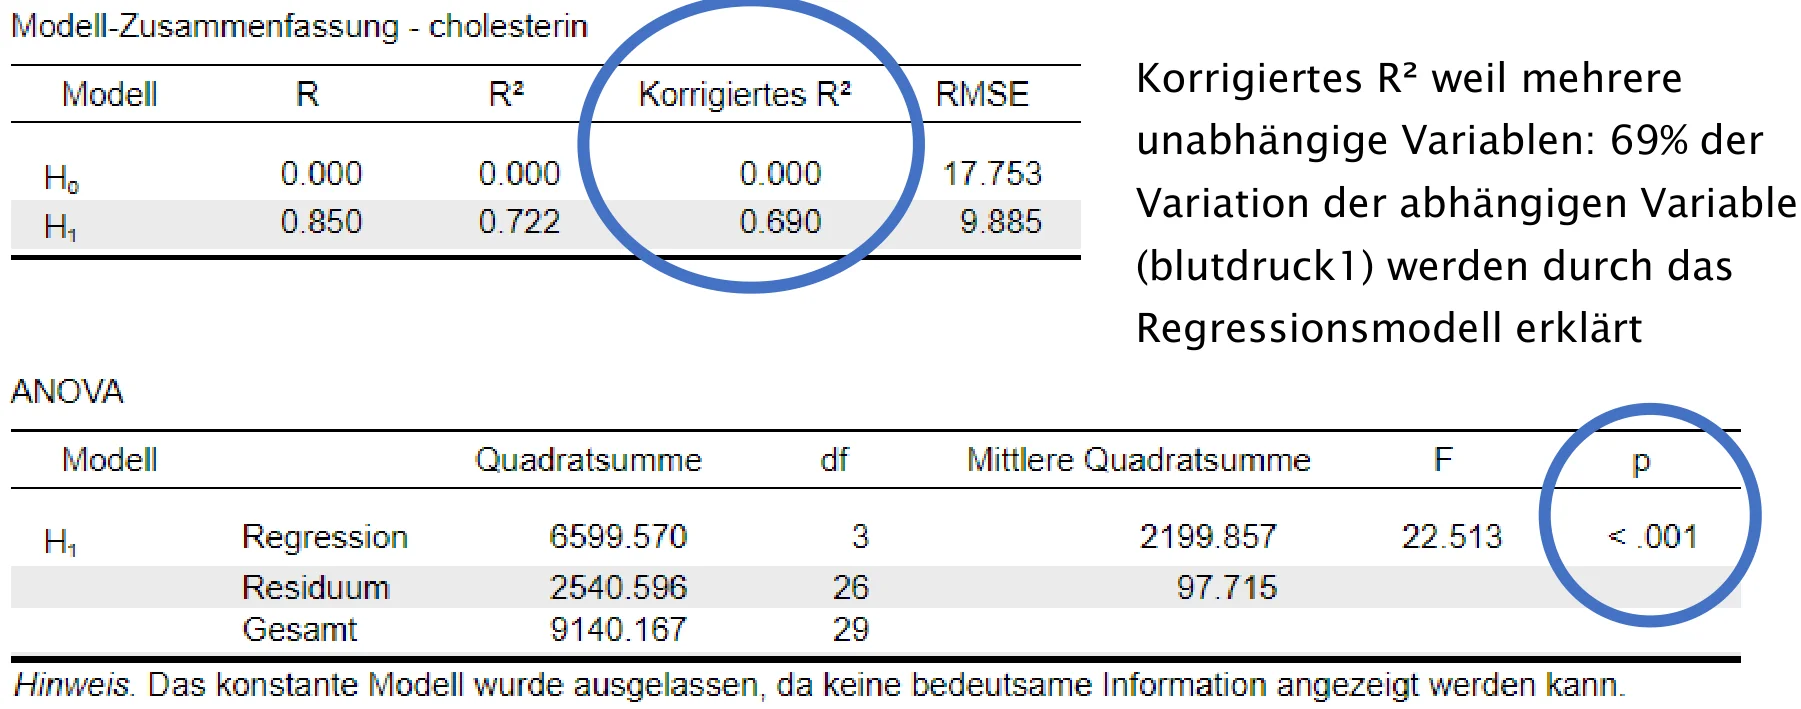 Modell-Zusammenfassung - cholesterin
Modell R R² Korrigiertes R² RMSE
H₀ 0.000 0.000 0.000 17.753
H₁ 0.850 0.722 0.690 9.885
Korrigiertes R² weil mehrere
unabhängige Variablen: 69% der
Variation der abhängigen Variable
(blutdruck1) werden durch das
Regressionsmodell erklärt
ANOVA
Modell Quadratsumme df Mittlere Quadratsumme F p
H₁ Regression 6599.570 3 2199.857 22.513 < .001
Residuum 2540.596 26 97.715
Gesamt 9140.167 29
Hinweis. Das konstante Modell wurde ausgelassen, da keine bedeutsame Information angezeigt werden kann.